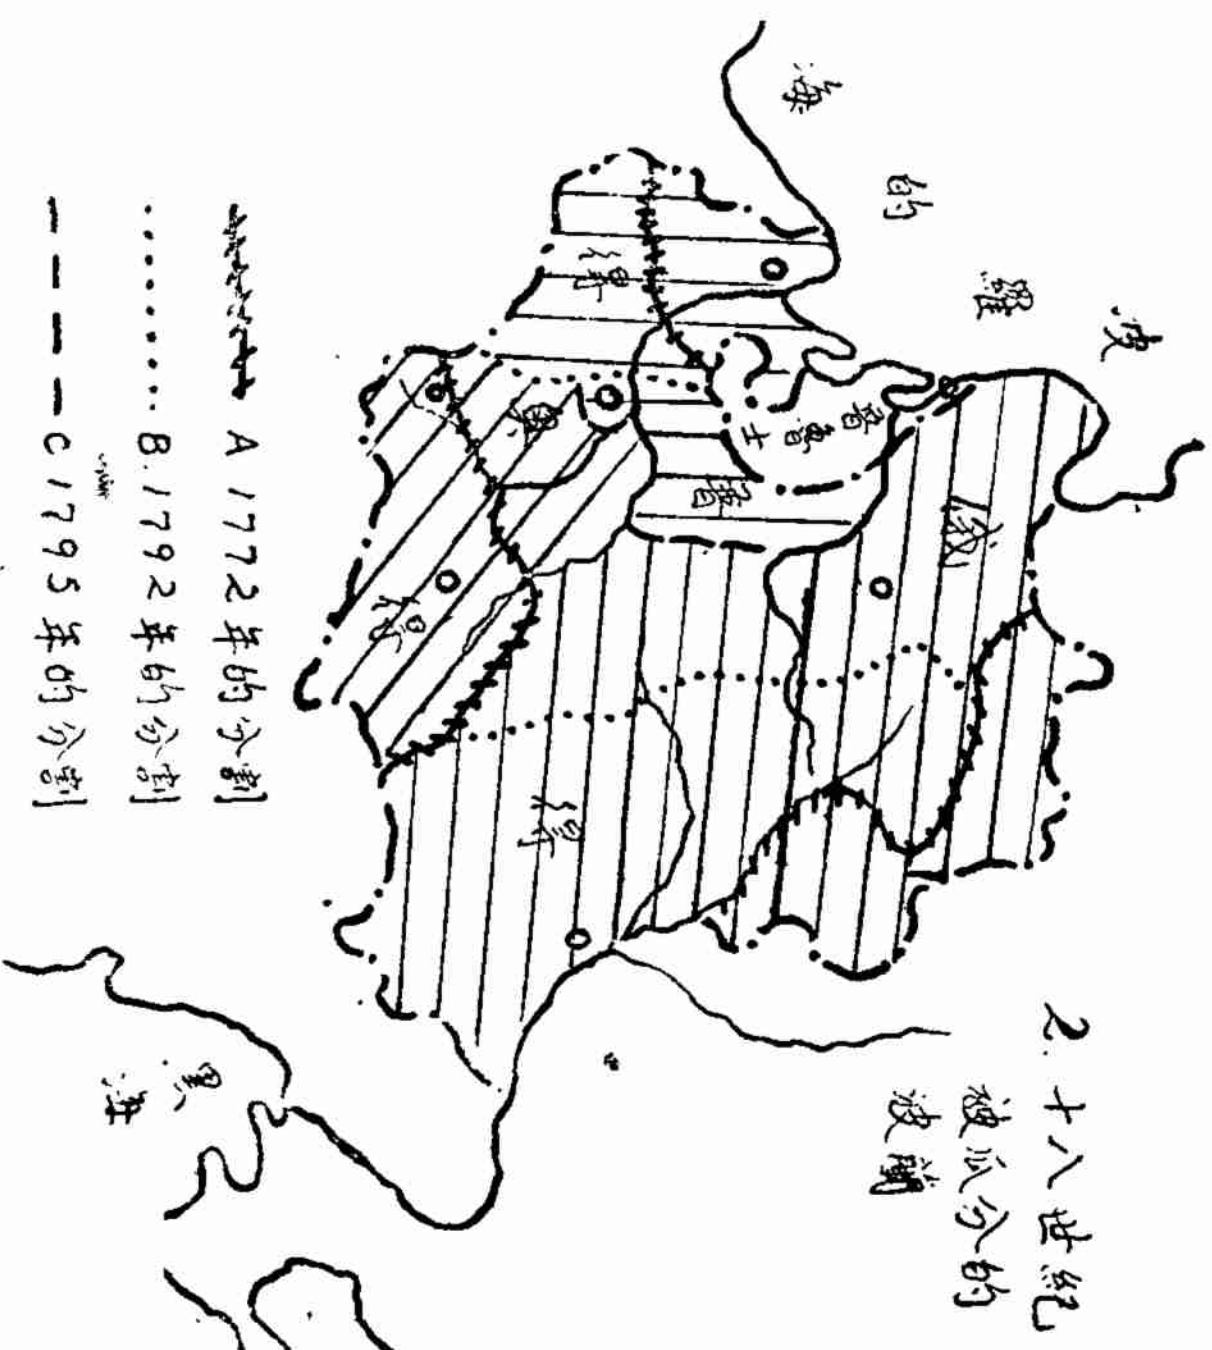 2. 十八世紀
被瓜分的
波蘭
波羅的海
俄
普魯士
普
黑海
A 1772年的分割
B.1792年的分割
C 1795年的分割